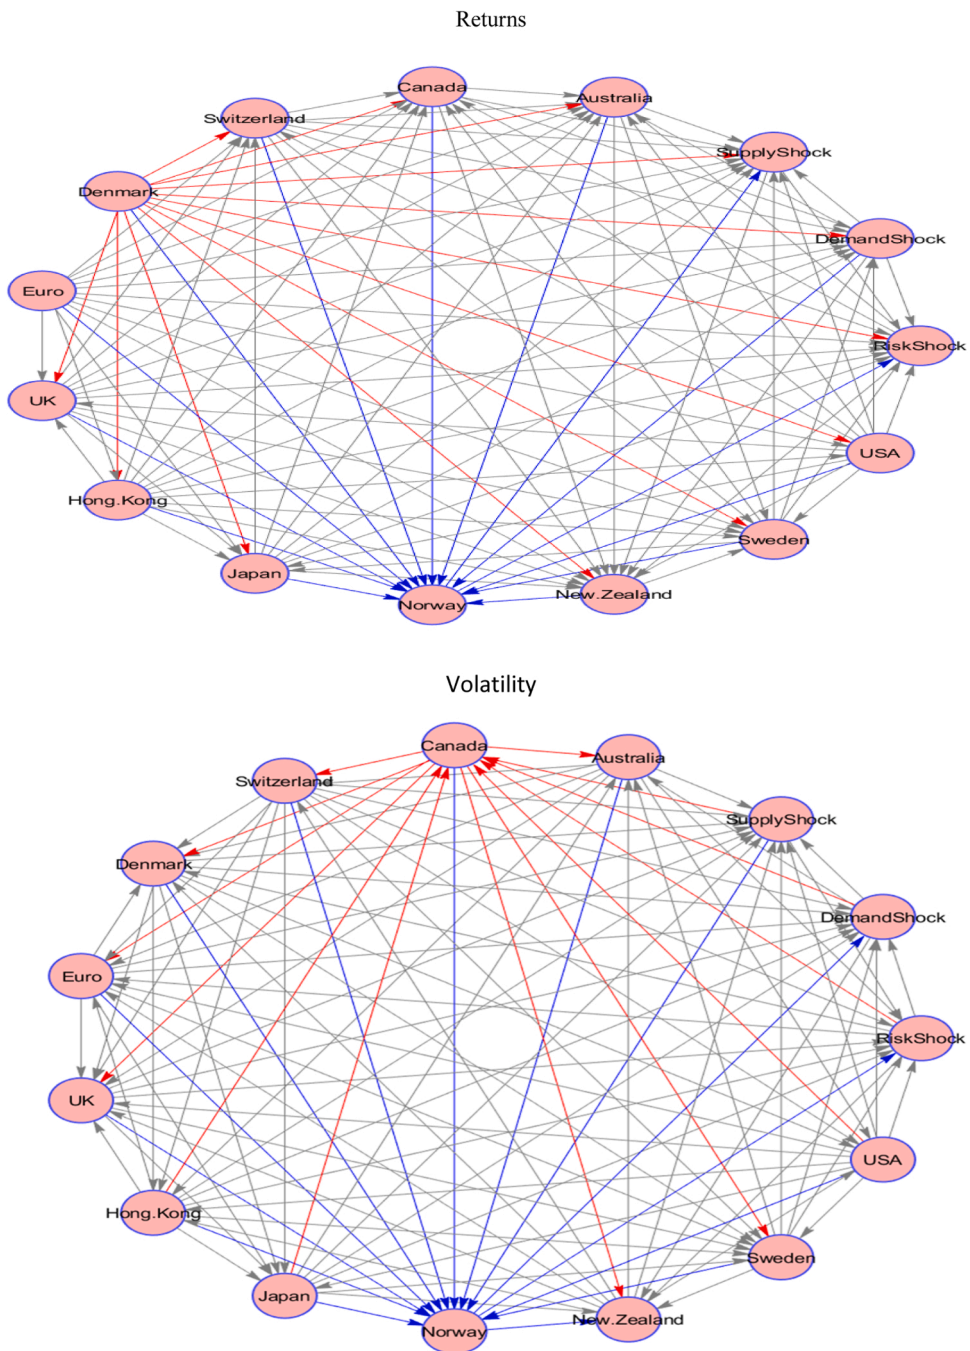 Returns
Canada
Australia
Switzerland
SupplyShock
Denmark
DemandShock
Euro
RiskShock
UK
USA
Hong.Kong
Sweden
Japan
New.Zealand
Norway
Volatility
Canada
Australia
Switzerland
SupplyShock
Denmark
DemandShock
Euro
RiskShock
UK
USA
Hong.Kong
Sweden
Japan
New.Zealand
Norway